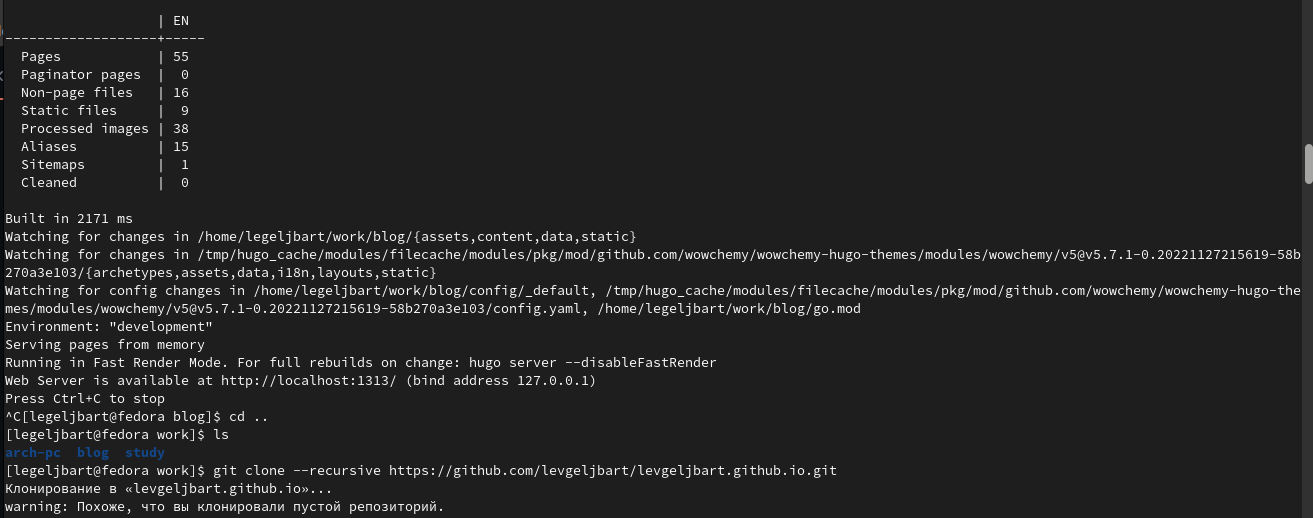 | EN
-------------------+-----
  Pages            | 55
  Paginator pages  |  0
  Non-page files   | 16
  Static files     |  9
  Processed images | 38
  Aliases          | 15
  Sitemaps         |  1
  Cleaned          |  0

Built in 2171 ms
Watching for changes in /home/legeljbart/work/blog/{assets,content,data,static}
Watching for changes in /tmp/hugo_cache/modules/filecache/modules/pkg/mod/github.com/wowchemy/wowchemy-hugo-themes/modules/wowchemy/v5@v5.7.1-0.20221127215619-58b
270a3e103/{archetypes,assets,data,i18n,layouts,static}
Watching for config changes in /home/legeljbart/work/blog/config/_default, /tmp/hugo_cache/modules/filecache/modules/pkg/mod/github.com/wowchemy/wowchemy-hugo-the
mes/modules/wowchemy/v5@v5.7.1-0.20221127215619-58b270a3e103/config.yaml, /home/legeljbart/work/blog/go.mod
Environment: "development"
Serving pages from memory
Running in Fast Render Mode. For full rebuilds on change: hugo server --disableFastRender
Web Server is available at http://localhost:1313/ (bind address 127.0.0.1)
Press Ctrl+C to stop
^C[legeljbart@fedora blog]$ cd ..
[legeljbart@fedora work]$ ls
arch-pc  blog  study
[legeljbart@fedora work]$ git clone --recursive https://github.com/levgeljbart/levgeljbart.github.io.git
Клонирование в «levgeljbart.github.io»...
warning: Похоже, что вы клонировали пустой репозиторий.